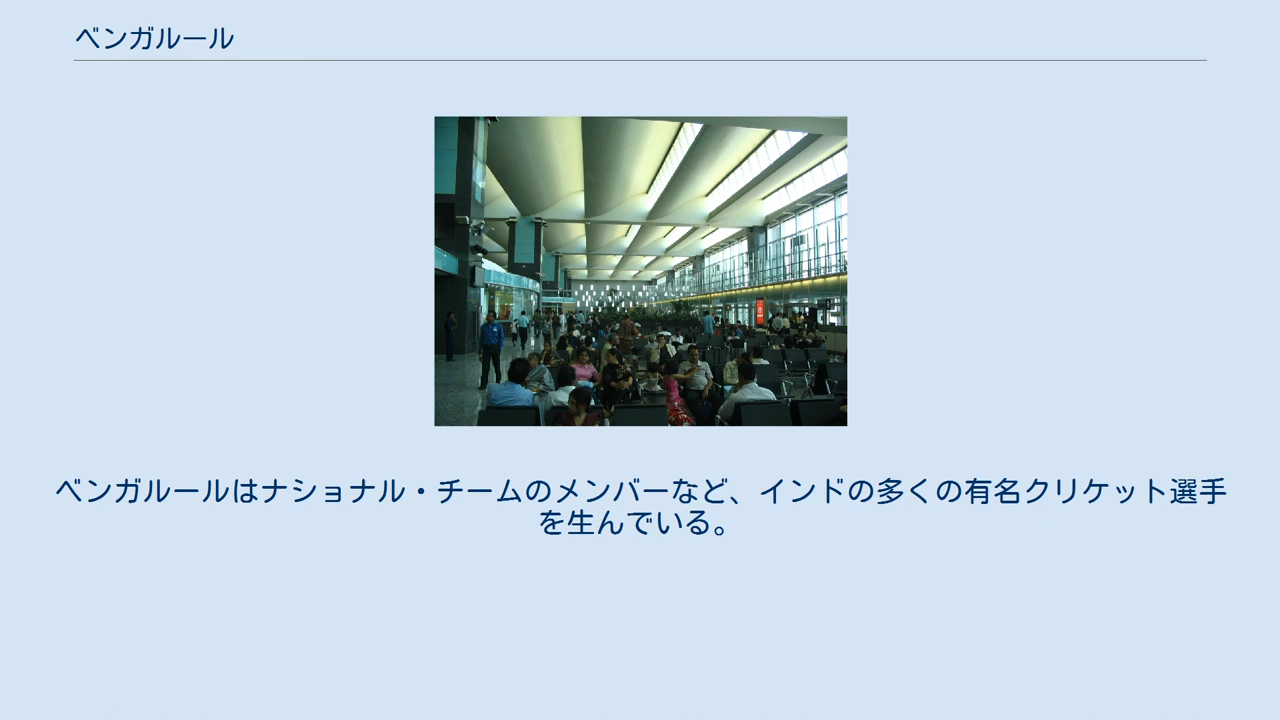 ベンガルール
ベンガルールはナショナル・チームのメンバーなど、インドの多くの有名クリケット選手
を生んでいる。